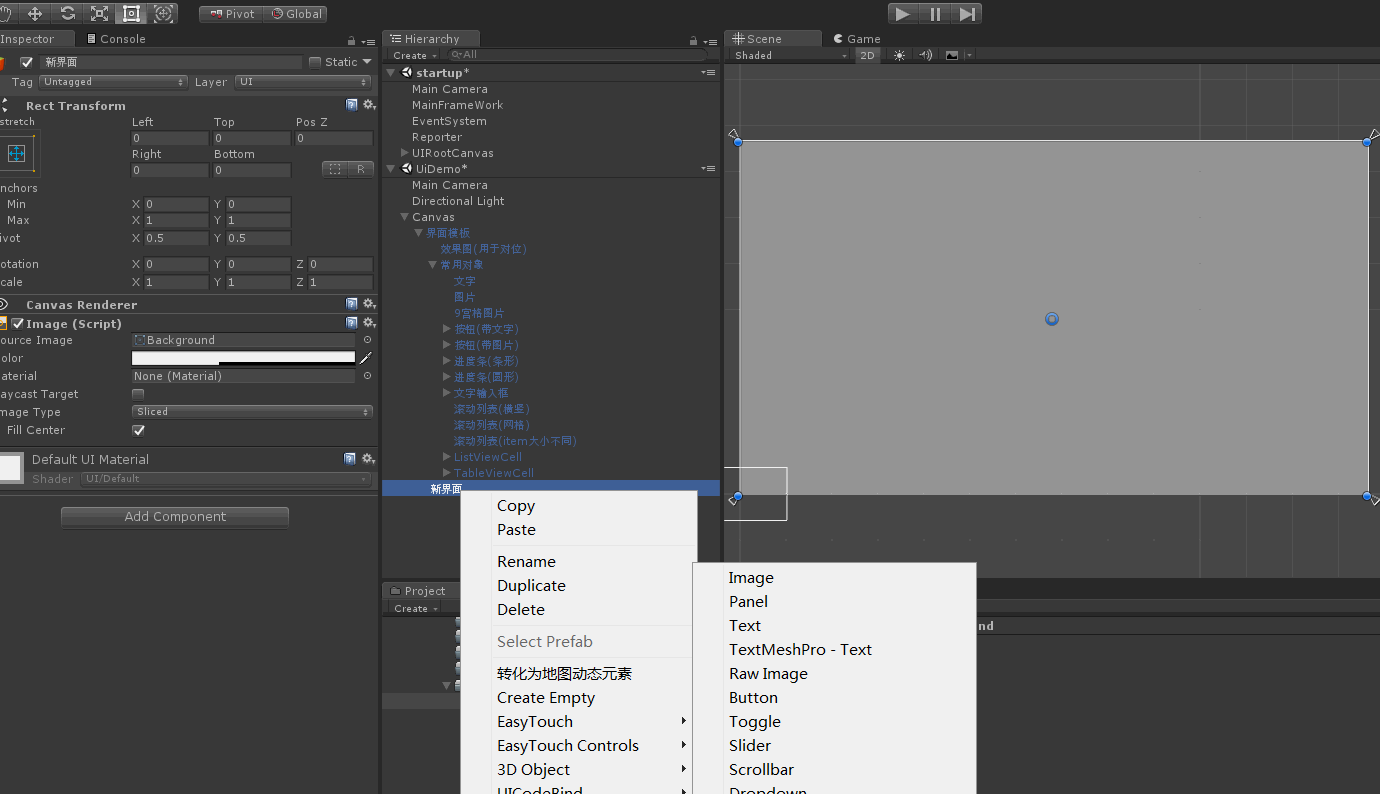 Pivot Global
Inspector Console
新界面 Static
Tag Untagged Layer UI
Rect Transform
stretch Left Top Pos Z
0 0 0
Right Bottom
0 0 R
nchors
Min X 0 Y 0
Max X 1 Y 1
ivot X 0.5 Y 0.5
otation X 0 Y 0 Z 0
cale X 1 Y 1 Z 1
Canvas Renderer
Image (Script)
ource Image Background
olor
aterial None (Material)
aycast Target
mage Type Sliced
Fill Center
Default UI Material
Shader UI/Default
Add Component
Hierarchy
Create All
startup*
Main Camera
MainFrameWork
EventSystem
Reporter
UIRootCanvas
UiDemo*
Main Camera
Directional Light
Canvas
界面模板
效果图(用于对位)
常用对象
文字
图片
9宫格图片
按钮(带文字)
按钮(带图片)
进度条(条形)
进度条(圆形)
文字输入框
滚动列表(横竖)
滚动列表(网格)
滚动列表(item大小不同)
ListViewCell
TableViewCell
新界面
Scene Game
Shaded 2D
Project
Create
nd
Copy
Paste
Rename
Duplicate
Delete
Select Prefab
转化为地图动态元素
Create Empty
EasyTouch
EasyTouch Controls
3D Object
UICodeBind
Image
Panel
Text
TextMeshPro - Text
Raw Image
Button
Toggle
Slider
Scrollbar
Dropdown